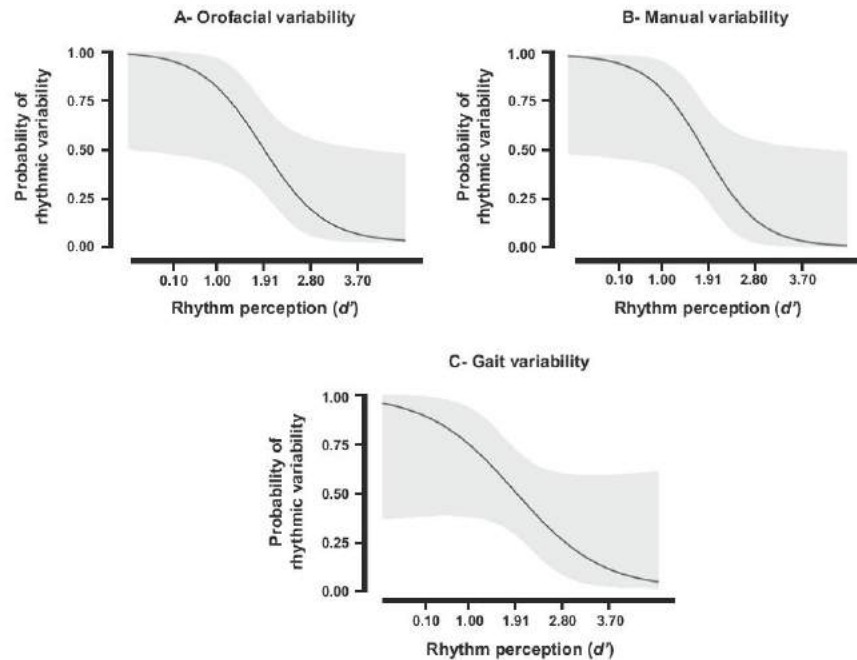 A- Orofacial variability
Probability of
rhythmic variability
1.00
0.75
0.50
0.25
0.00
0.10 1.00 1.91 2.80 3.70
Rhythm perception (d')
B- Manual variability
Probability of
rhythmic variability
1.00
0.75
0.50
0.25
0.00
0.10 1.00 1.91 2.80 3.70
Rhythm perception (d')
C- Gait variability
Probability of
rhythmic variability
1.00
0.75
0.50
0.25
0.00
0.10 1.00 1.91 2.80 3.70
Rhythm perception (d')